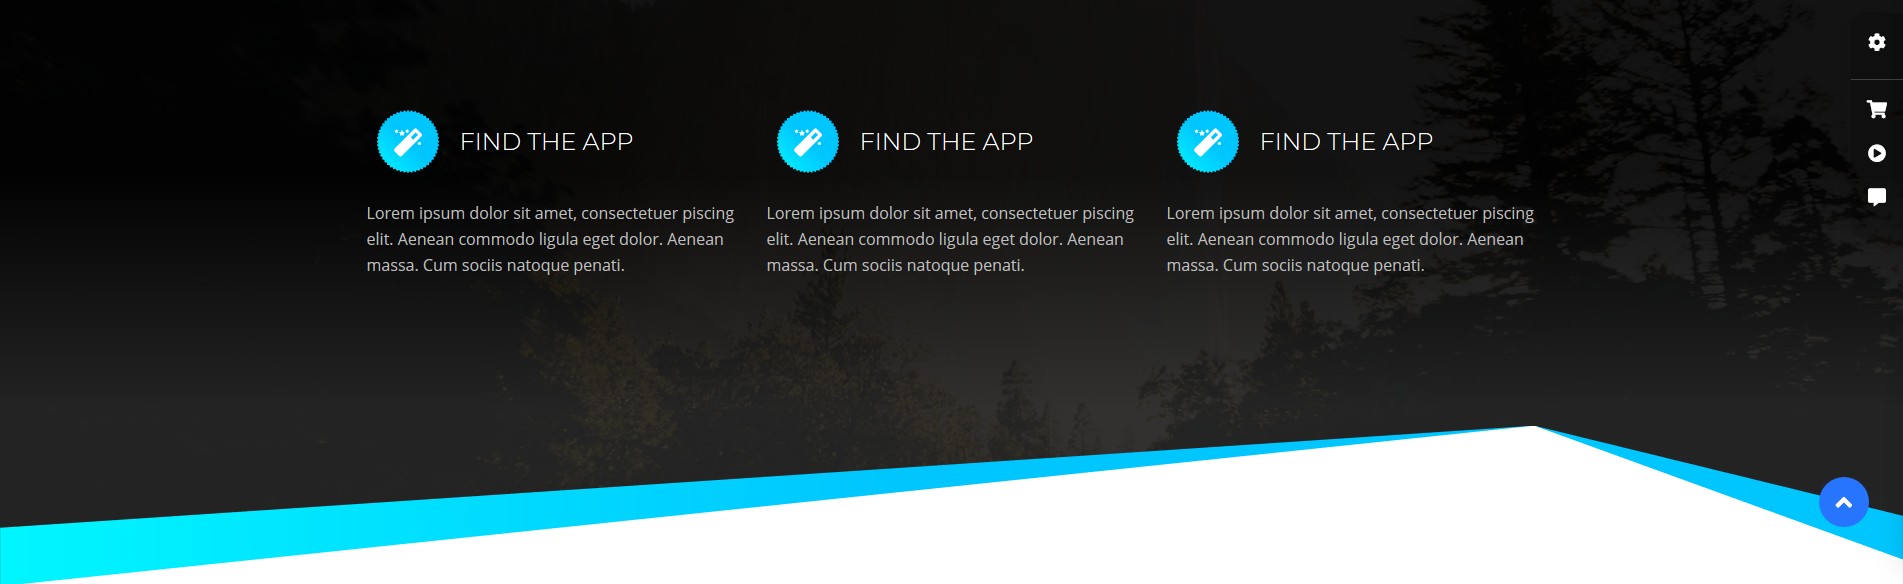 FIND THE APP
Lorem ipsum dolor sit amet, consectetuer piscing
elit. Aenean commodo ligula eget dolor. Aenean
massa. Cum sociis natoque penati.
FIND THE APP
Lorem ipsum dolor sit amet, consectetuer piscing
elit. Aenean commodo ligula eget dolor. Aenean
massa. Cum sociis natoque penati.
FIND THE APP
Lorem ipsum dolor sit amet, consectetuer piscing
elit. Aenean commodo ligula eget dolor. Aenean
massa. Cum sociis natoque penati.